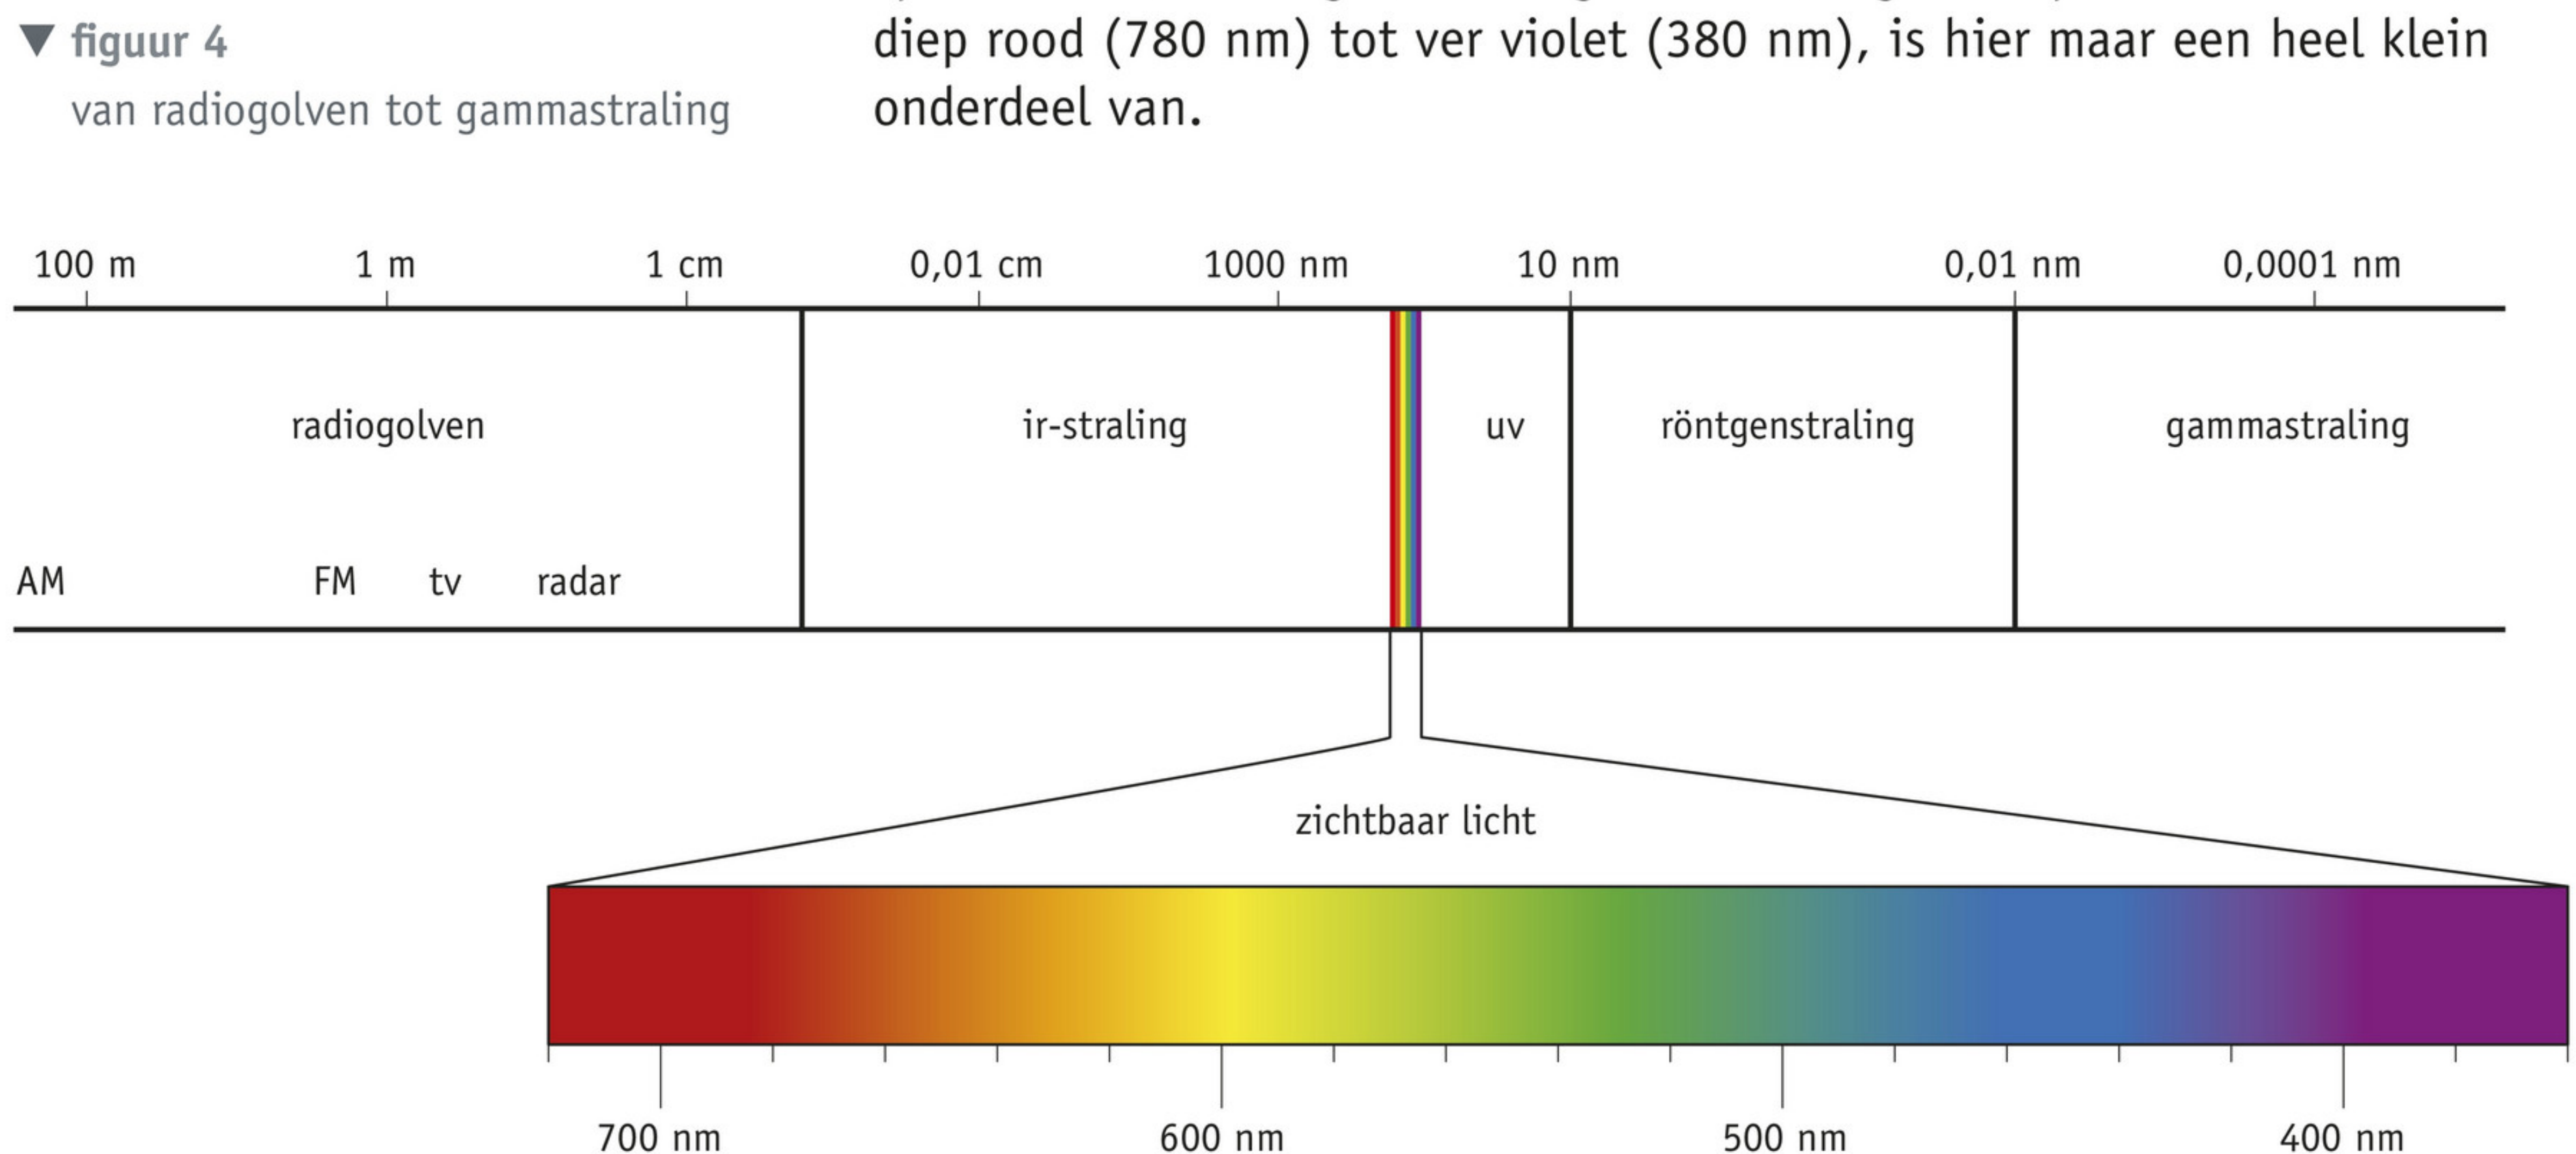 ▼ figuur 4
van radiogolven tot gammastraling
diep rood (780 nm) tot ver violet (380 nm), is hier maar een heel klein
onderdeel van.
100 m 1 m 1 cm 0,01 cm 1000 nm 10 nm 0,01 nm 0,0001 nm
radiogolven ir-straling uv röntgenstraling gammastraling
AM FM tv radar
zichtbaar licht
700 nm 600 nm 500 nm 400 nm